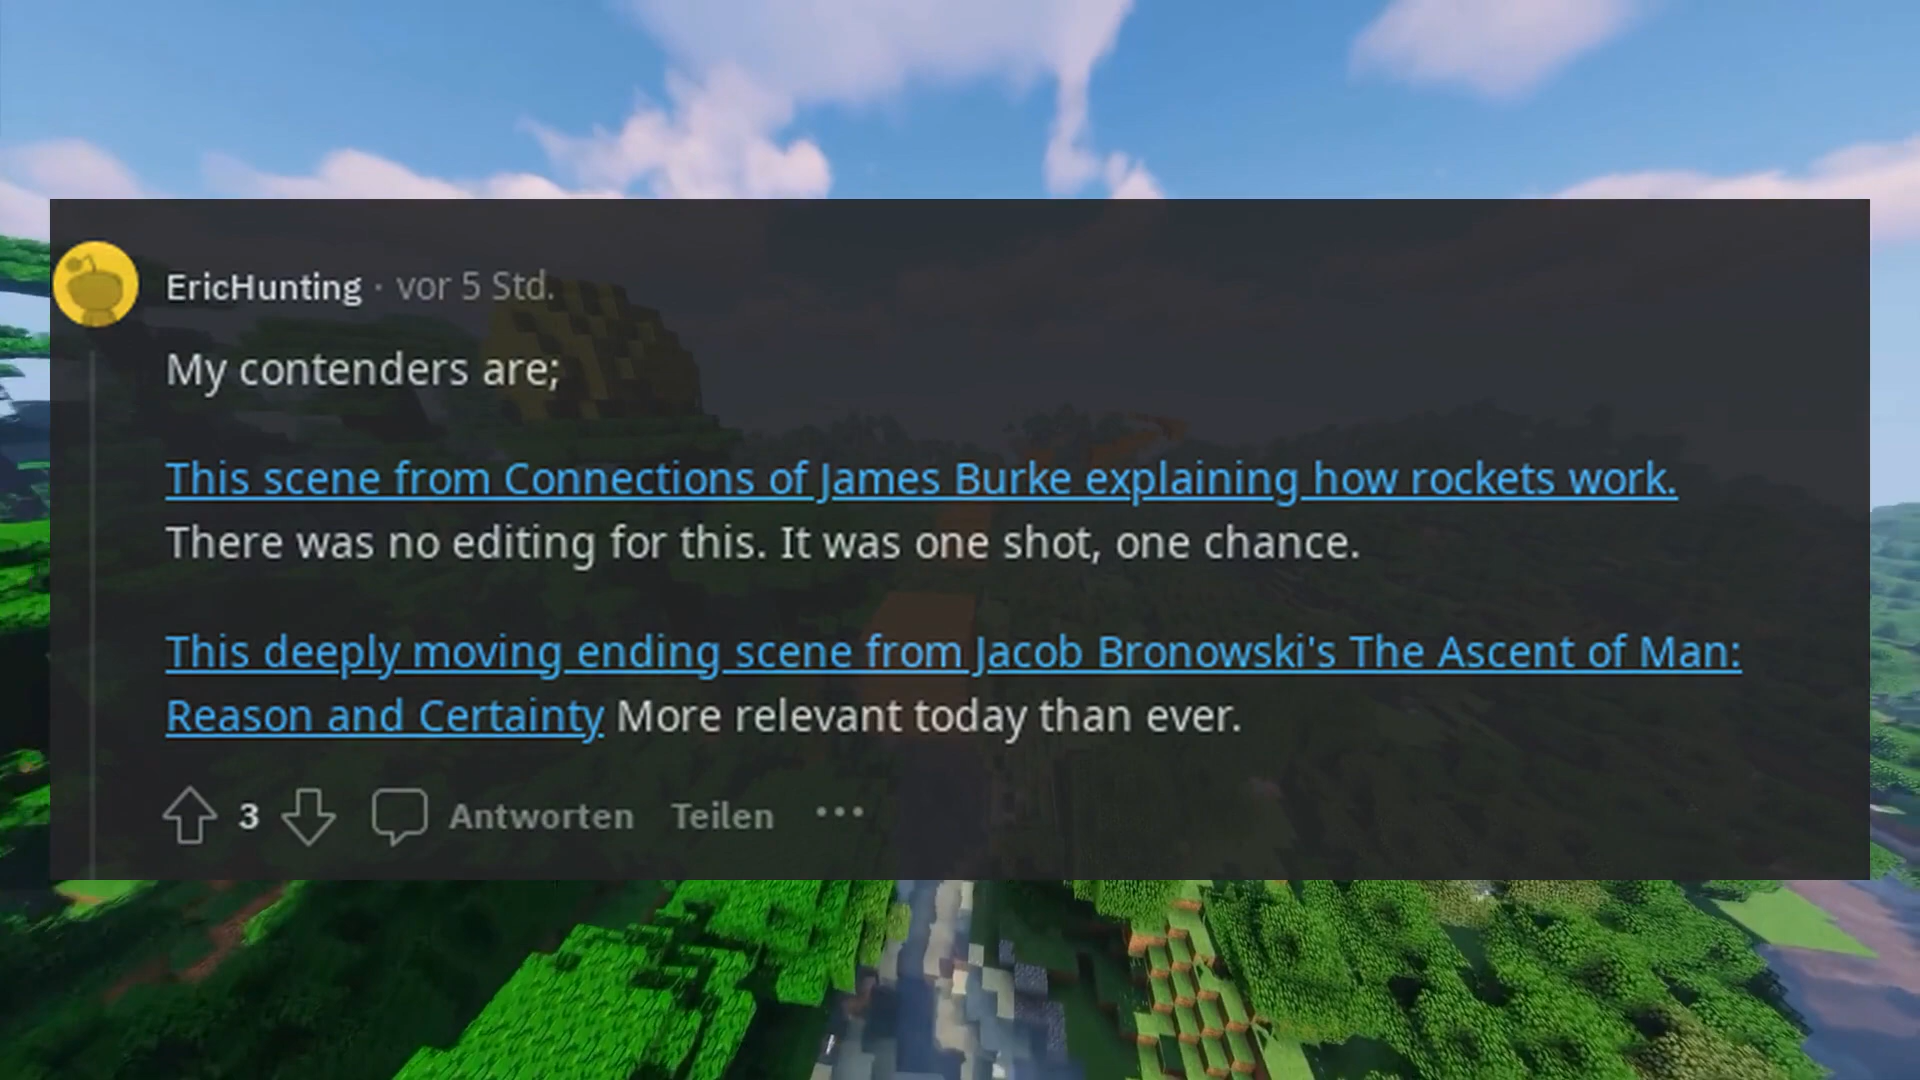 EricHunting · vor 5 Std.
My contenders are;
This scene from Connections of James Burke explaining how rockets work.
There was no editing for this. It was one shot, one chance.
This deeply moving ending scene from Jacob Bronowski's The Ascent of Man:
Reason and Certainty More relevant today than ever.
3 Antworten Teilen •••